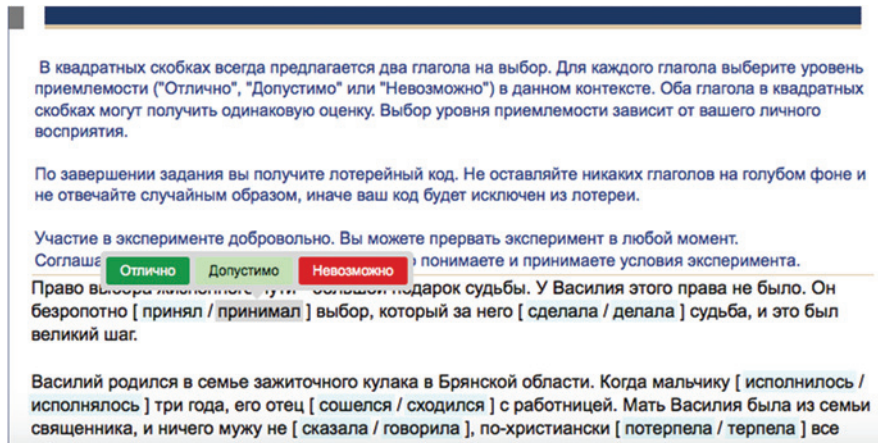 В квадратных скобках всегда предлагается два глагола на выбор. Для каждого глагола выберите уровень
приемлемости ("Отлично", "Допустимо" или "Невозможно") в данном контексте. Оба глагола в квадратных
скобках могут получить одинаковую оценку. Выбор уровня приемлемости зависит от вашего личного
восприятия.
По завершении задания вы получите лотерейный код. Не оставляйте никаких глаголов на голубом фоне и
не отвечайте случайным образом, иначе ваш код будет исключен из лотереи.
Участие в эксперименте добровольно. Вы можете прервать эксперимент в любой момент.
Соглаша понимаете и принимаете условия эксперимента.
Отлично Допустимо Невозможно
Право подарок судьбы. У Василия этого права не было. Он
безропотно [ принял / принимал ] выбор, который за него [ сделала / делала ] судьба, и это был
великий шаг.
Василий родился в семье зажиточного кулака в Брянской области. Когда мальчику [ исполнилось /
исполнялось ] три года, его отец [ сошелся / сходился ] с работницей. Мать Василия была из семьи
священника, и ничего мужу не [ сказала / говорила ], по-христиански [ потерпела / терпела ] все